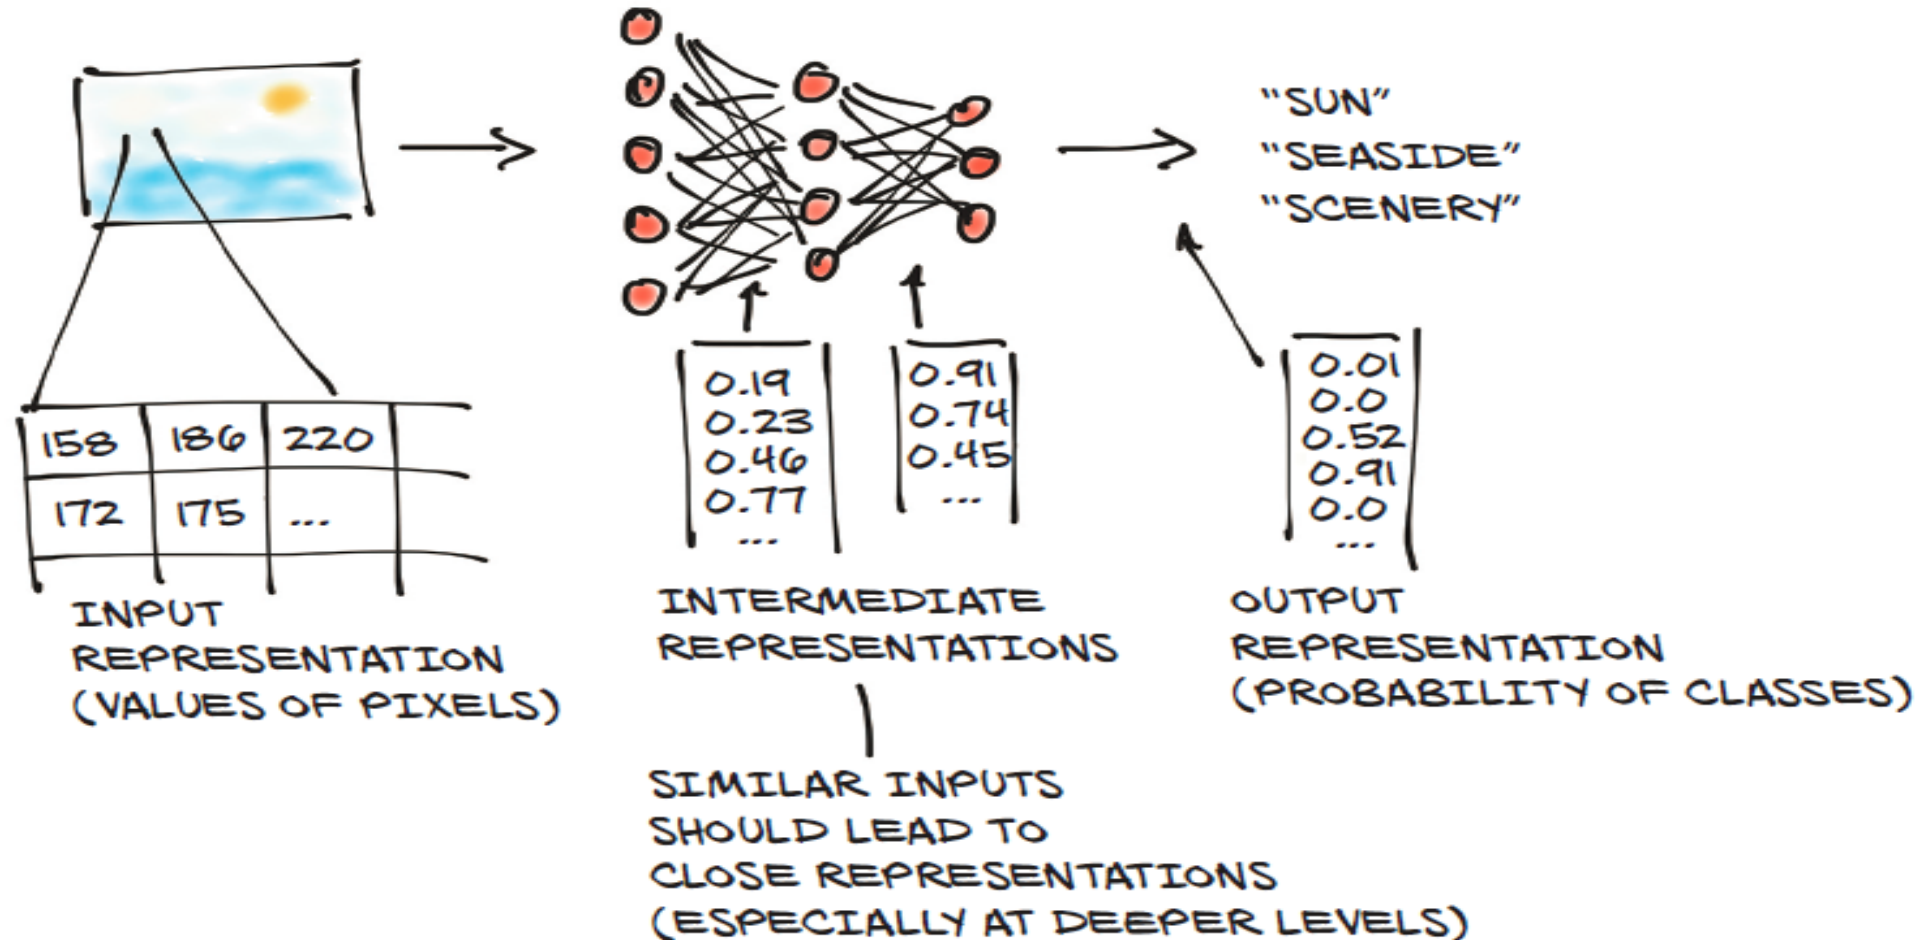 "SUN"
"SEASIDE"
"SCENERY"
158 186 220
172 175 ...
INPUT
REPRESENTATION
(VALUES OF PIXELS)
0.19
0.23
0.46
0.77
...
0.91
0.74
0.45
...
INTERMEDIATE
REPRESENTATIONS
SIMILAR INPUTS
SHOULD LEAD TO
CLOSE REPRESENTATIONS
(ESPECIALLY AT DEEPER LEVELS)
0.01
0.0
0.52
0.91
0.0
...
OUTPUT
REPRESENTATION
(PROBABILITY OF CLASSES)